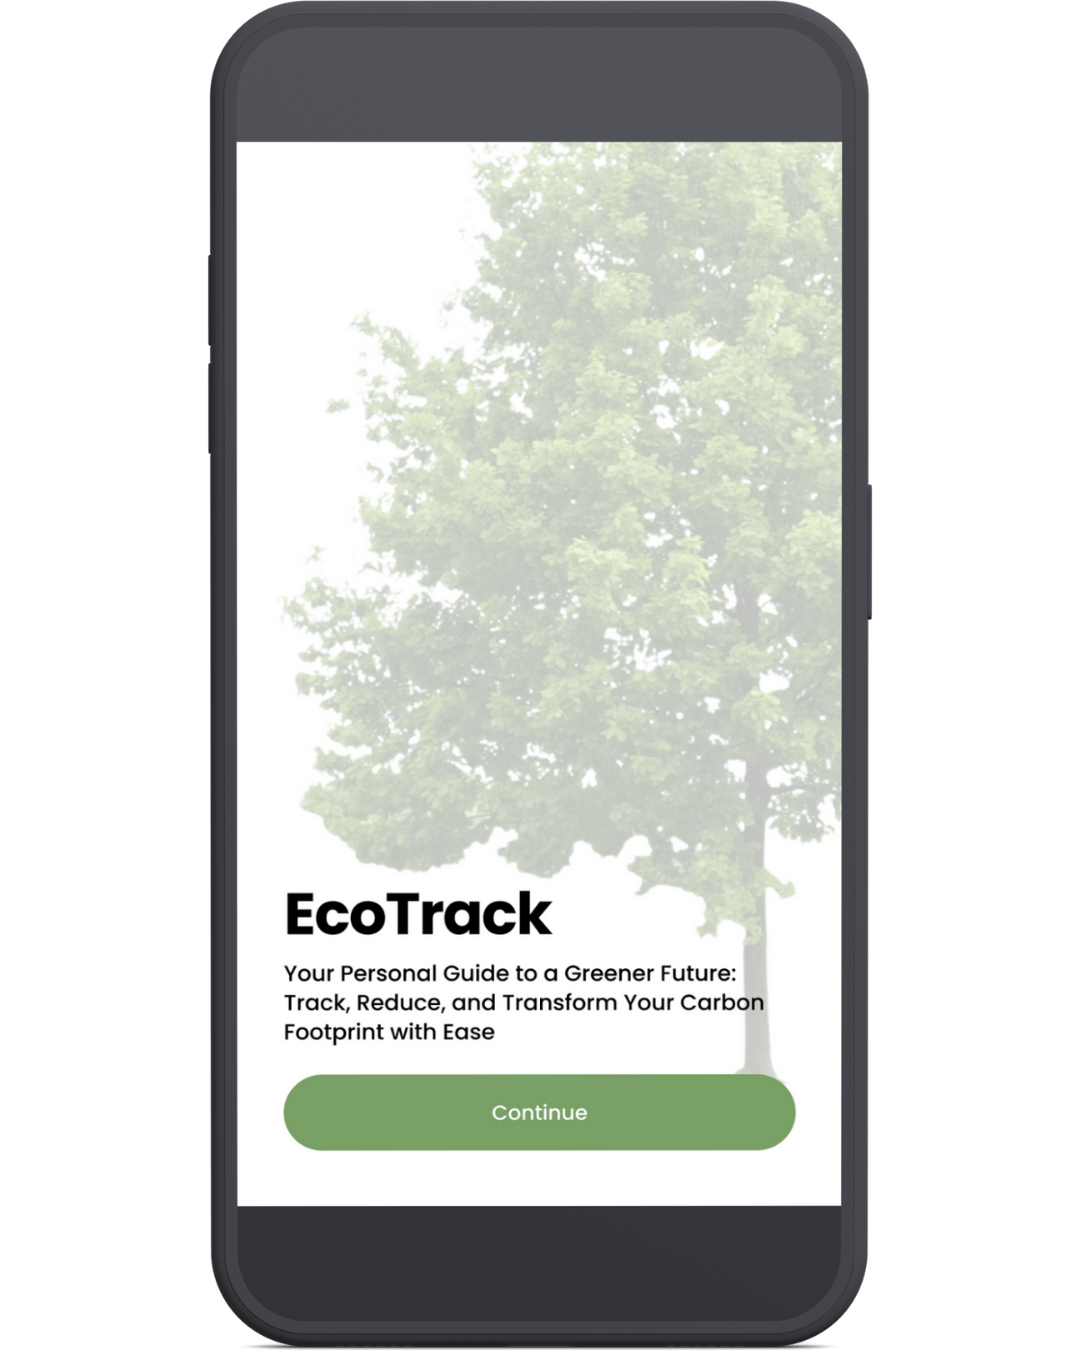 EcoTrack
Your Personal Guide to a Greener Future:
Track, Reduce, and Transform Your Carbon
Footprint with Ease
Continue